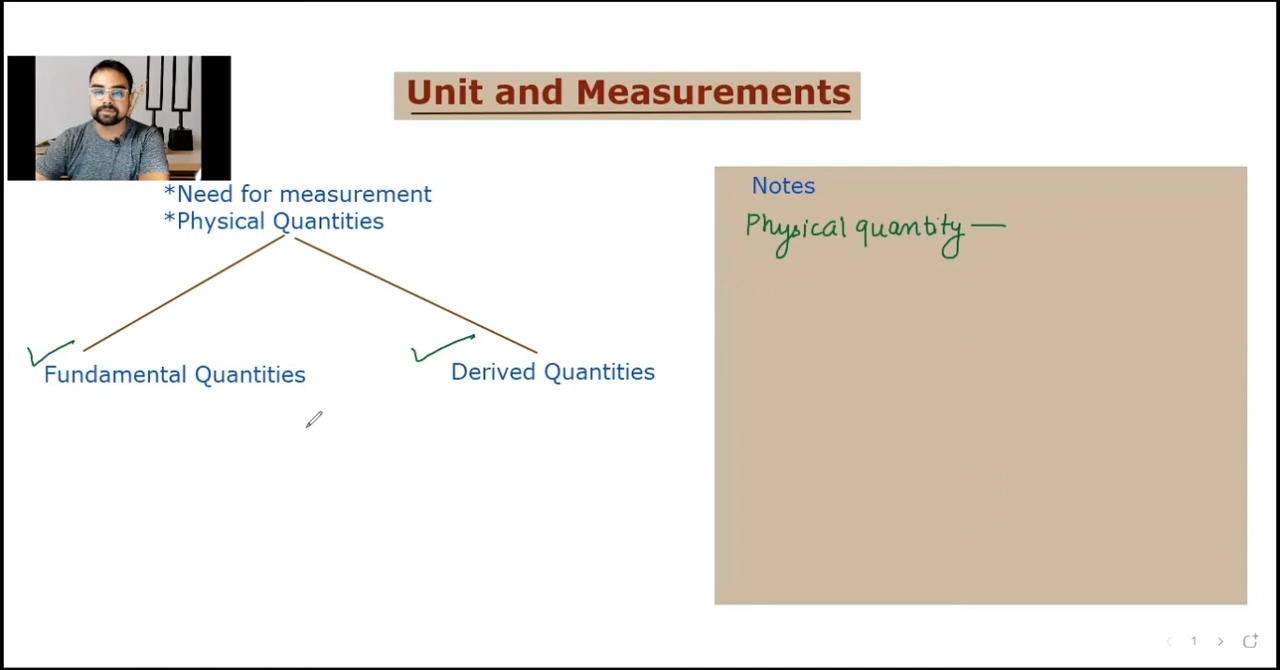 Unit and Measurements
*Need for measurement
*Physical Quantities
Fundamental Quantities
Derived Quantities
Notes
Physical quantity —
1